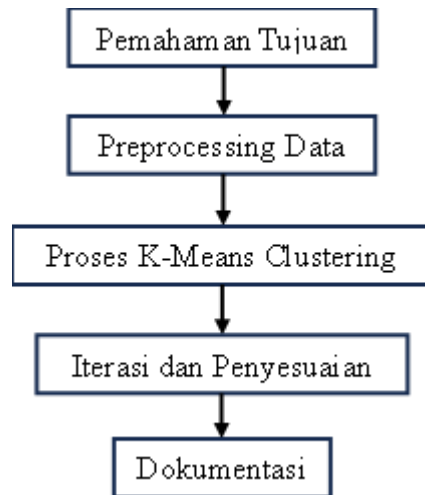 Pemahaman Tujuan
Preprocessing Data
Proses K-Means Clustering
Iterasi dan Penyesuaian
Dokumentasi